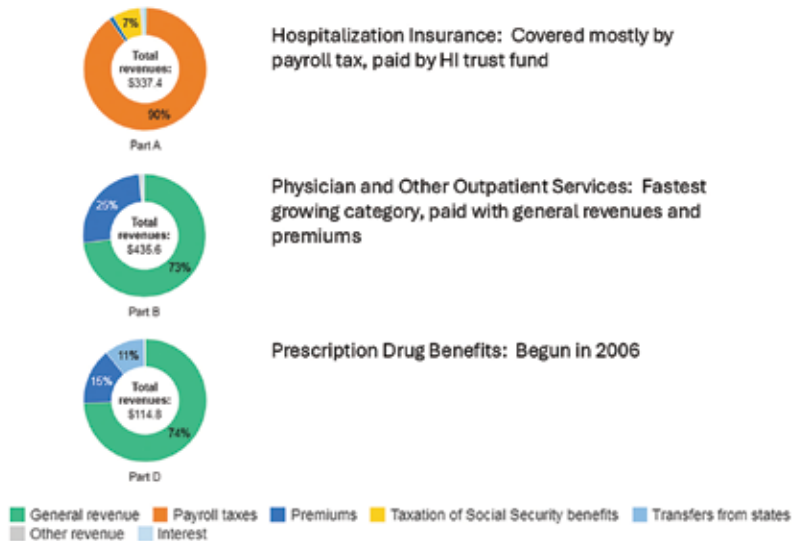 7%
Total
revenues:
$337.4
90%
Part A
Hospitalization Insurance: Covered mostly by
payroll tax, paid by HI trust fund
25%
Total
revenues:
$435.6
73%
Part B
Physician and Other Outpatient Services: Fastest
growing category, paid with general revenues and
premiums
11%
15%
Total
revenues:
$114.8
74%
Part D
Prescription Drug Benefits: Begun in 2006
General revenue Payroll taxes Premiums Taxation of Social Security benefits Transfers from states
Other revenue Interest